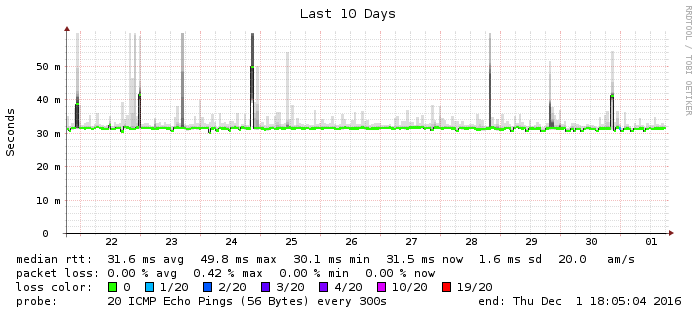 Last 10 Days
RRDTOOL / TOBI OETIKER
Seconds
50 m
40 m
30 m
20 m
10 m
0
22 23 24 25 26 27 28 29 30 01
median rtt: 31.6 ms avg 49.8 ms max 30.1 ms min 31.5 ms now 1.6 ms sd 20.0 am/s
packet loss: 0.00 % avg 0.42 % max 0.00 % min 0.00 % now
loss color: 0 1/20 2/20 3/20 4/20 10/20 19/20
probe: 20 ICMP Echo Pings (56 Bytes) every 300s end: Thu Dec 1 18:05:04 2016